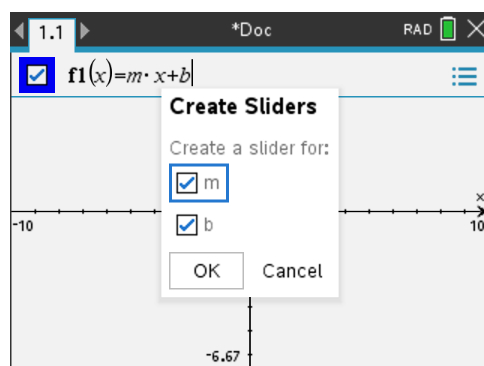 1.1 *Doc RAD
f1(x)=m· x+b
Create Sliders
Create a slider for:
m
b
OK Cancel
x
-10 10
-6.67